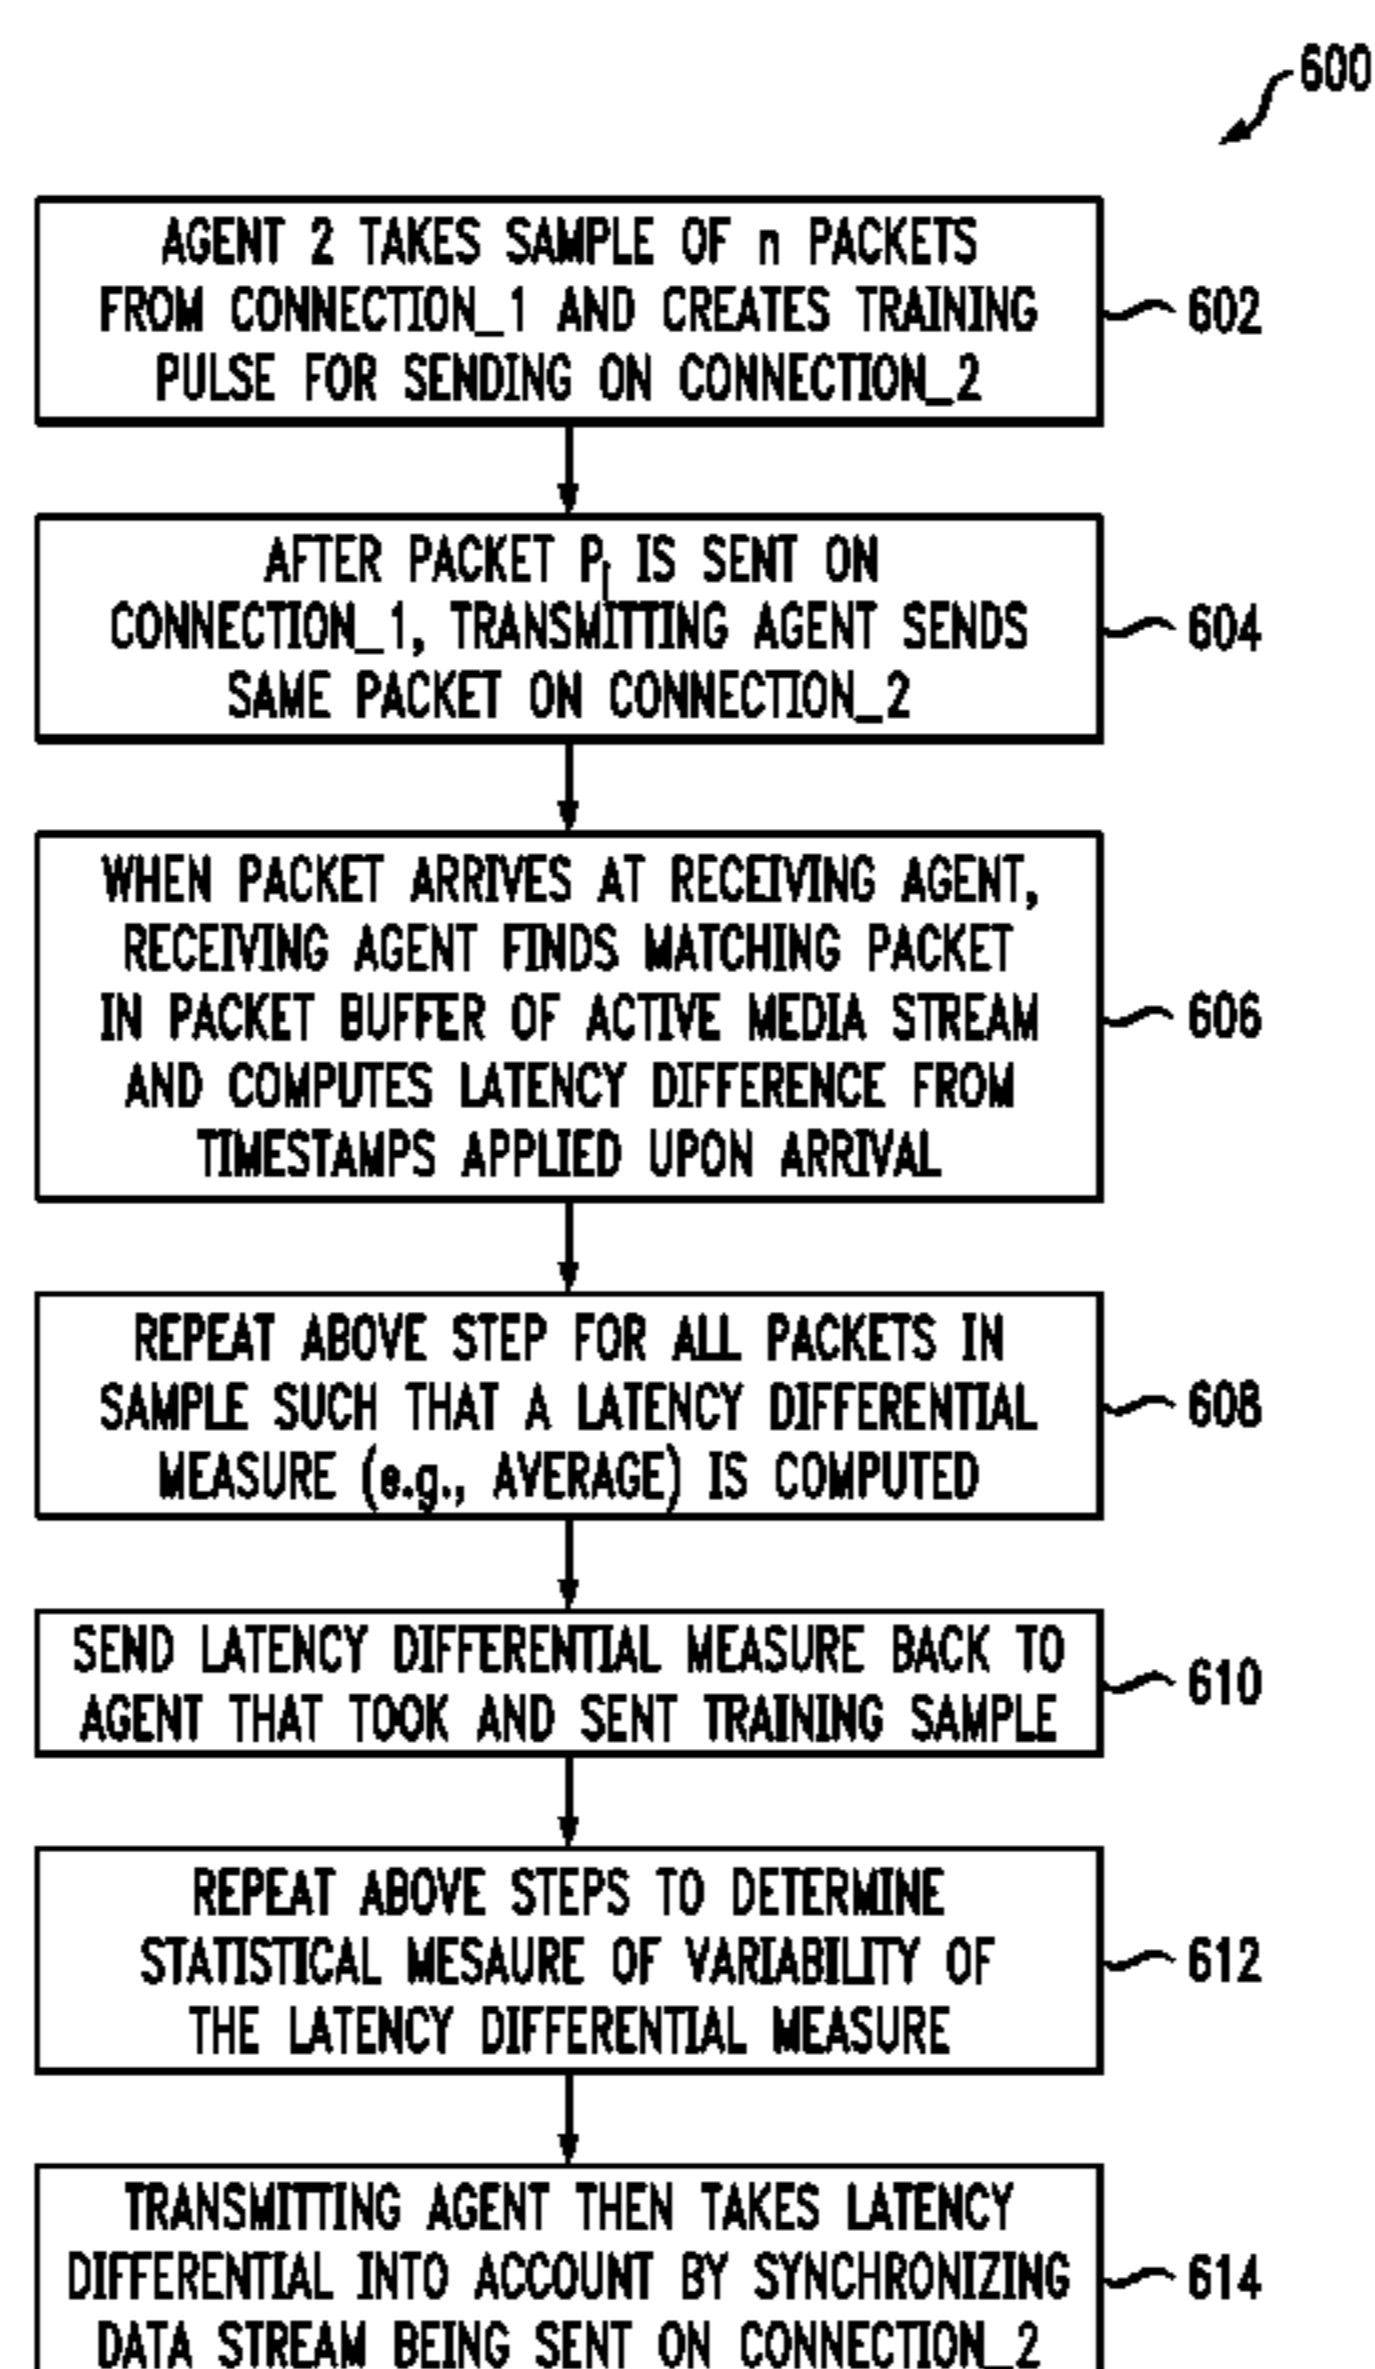 600
AGENT 2 TAKES SAMPLE OF n PACKETS
FROM CONNECTION_1 AND CREATES TRAINING
PULSE FOR SENDING ON CONNECTION_2
602
AFTER PACKET Pi IS SENT ON
CONNECTION_1, TRANSMITTING AGENT SENDS
SAME PACKET ON CONNECTION_2
604
WHEN PACKET ARRIVES AT RECEIVING AGENT,
RECEIVING AGENT FINDS MATCHING PACKET
IN PACKET BUFFER OF ACTIVE MEDIA STREAM
AND COMPUTES LATENCY DIFFERENCE FROM
TIMESTAMPS APPLIED UPON ARRIVAL
606
REPEAT ABOVE STEP FOR ALL PACKETS IN
SAMPLE SUCH THAT A LATENCY DIFFERENTIAL
MEASURE (e.g., AVERAGE) IS COMPUTED
608
SEND LATENCY DIFFERENTIAL MEASURE BACK TO
AGENT THAT TOOK AND SENT TRAINING SAMPLE
610
REPEAT ABOVE STEPS TO DETERMINE
STATISTICAL MESAURE OF VARIABILITY OF
THE LATENCY DIFFERENTIAL MEASURE
612
TRANSMITTING AGENT THEN TAKES LATENCY
DIFFERENTIAL INTO ACCOUNT BY SYNCHRONIZING
DATA STREAM BEING SENT ON CONNECTION_2
614